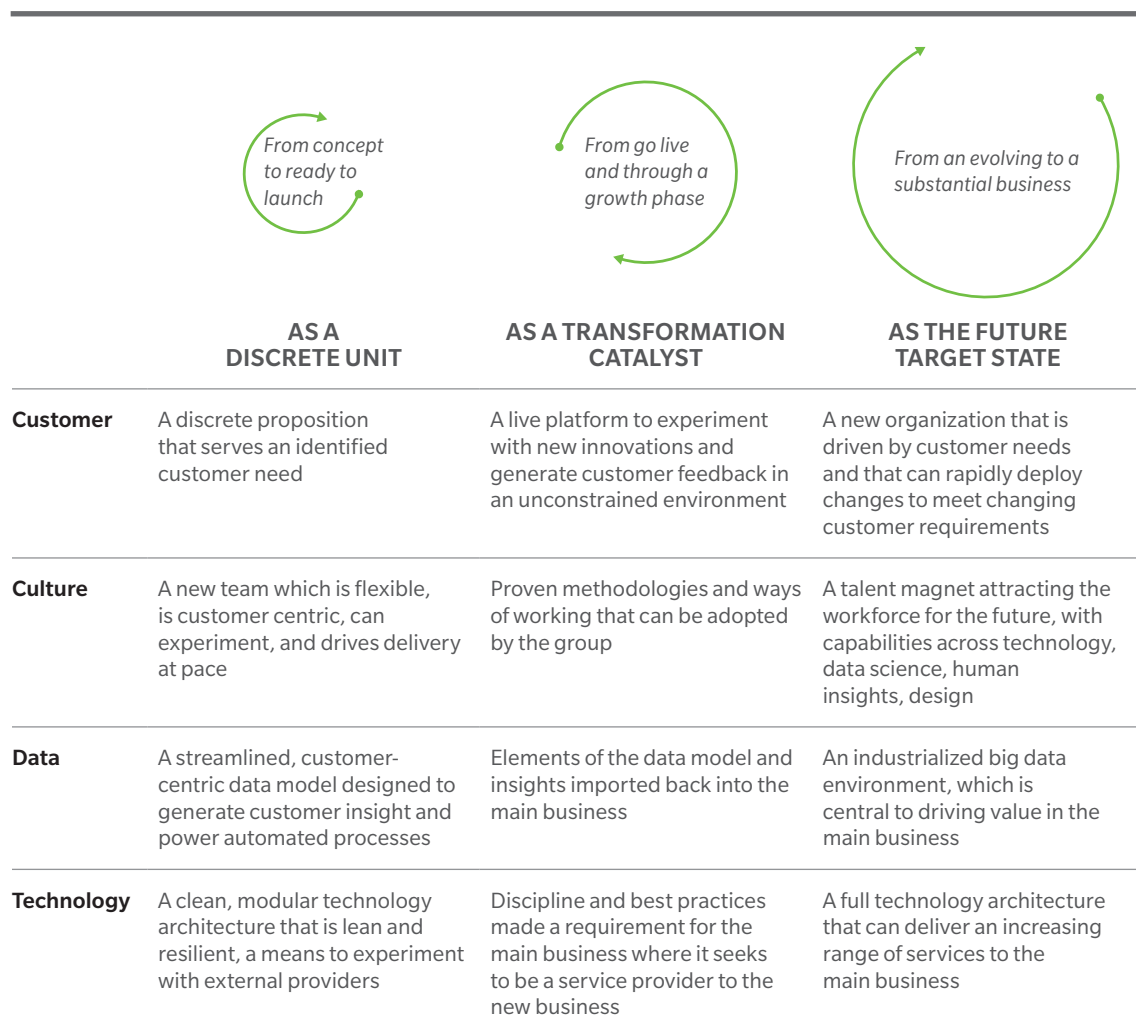 From concept
to ready to
launch
From go live
and through a
growth phase
From an evolving to a
substantial business
AS A
DISCRETE UNIT
AS A TRANSFORMATION
CATALYST
AS THE FUTURE
TARGET STATE
Customer
A discrete proposition
that serves an identified
customer need
A live platform to experiment
with new innovations and
generate customer feedback in
an unconstrained environment
A new organization that is
driven by customer needs
and that can rapidly deploy
changes to meet changing
customer requirements
Culture
A new team which is flexible,
is customer centric, can
experiment, and drives delivery
at pace
Proven methodologies and ways
of working that can be adopted
by the group
A talent magnet attracting the
workforce for the future, with
capabilities across technology,
data science, human
insights, design
Data
A streamlined, customer-
centric data model designed to
generate customer insight and
power automated processes
Elements of the data model and
insights imported back into the
main business
An industrialized big data
environment, which is
central to driving value in the
main business
Technology
A clean, modular technology
architecture that is lean and
resilient, a means to experiment
with external providers
Discipline and best practices
made a requirement for the
main business where it seeks
to be a service provider to the
new business
A full technology architecture
that can deliver an increasing
range of services to the
main business